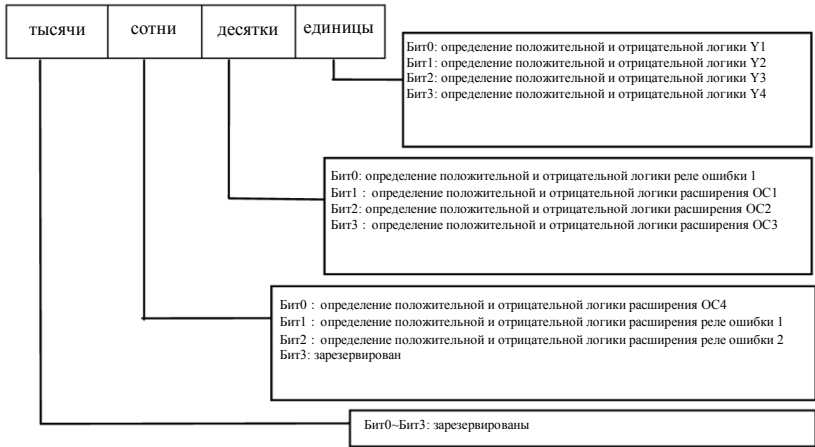 тысячи сотни десятки единицы
Бит0: определение положительной и отрицательной логики Y1
Бит1: определение положительной и отрицательной логики Y2
Бит2: определение положительной и отрицательной логики Y3
Бит3: определение положительной и отрицательной логики Y4
Бит0: определение положительной и отрицательной логики реле ошибки 1
Бит1 : определение положительной и отрицательной логики расширения ОС1
Бит2: определение положительной и отрицательной логики расширения ОС2
Бит3 : определение положительной и отрицательной логики расширения ОС3
Бит0 : определение положительной и отрицательной логики расширения ОС4
Бит1 : определение положительной и отрицательной логики расширения реле ошибки 1
Бит2 : определение положительной и отрицательной логики расширения реле ошибки 2
Бит3: зарезервирован
Бит0~Бит3: зарезервированы